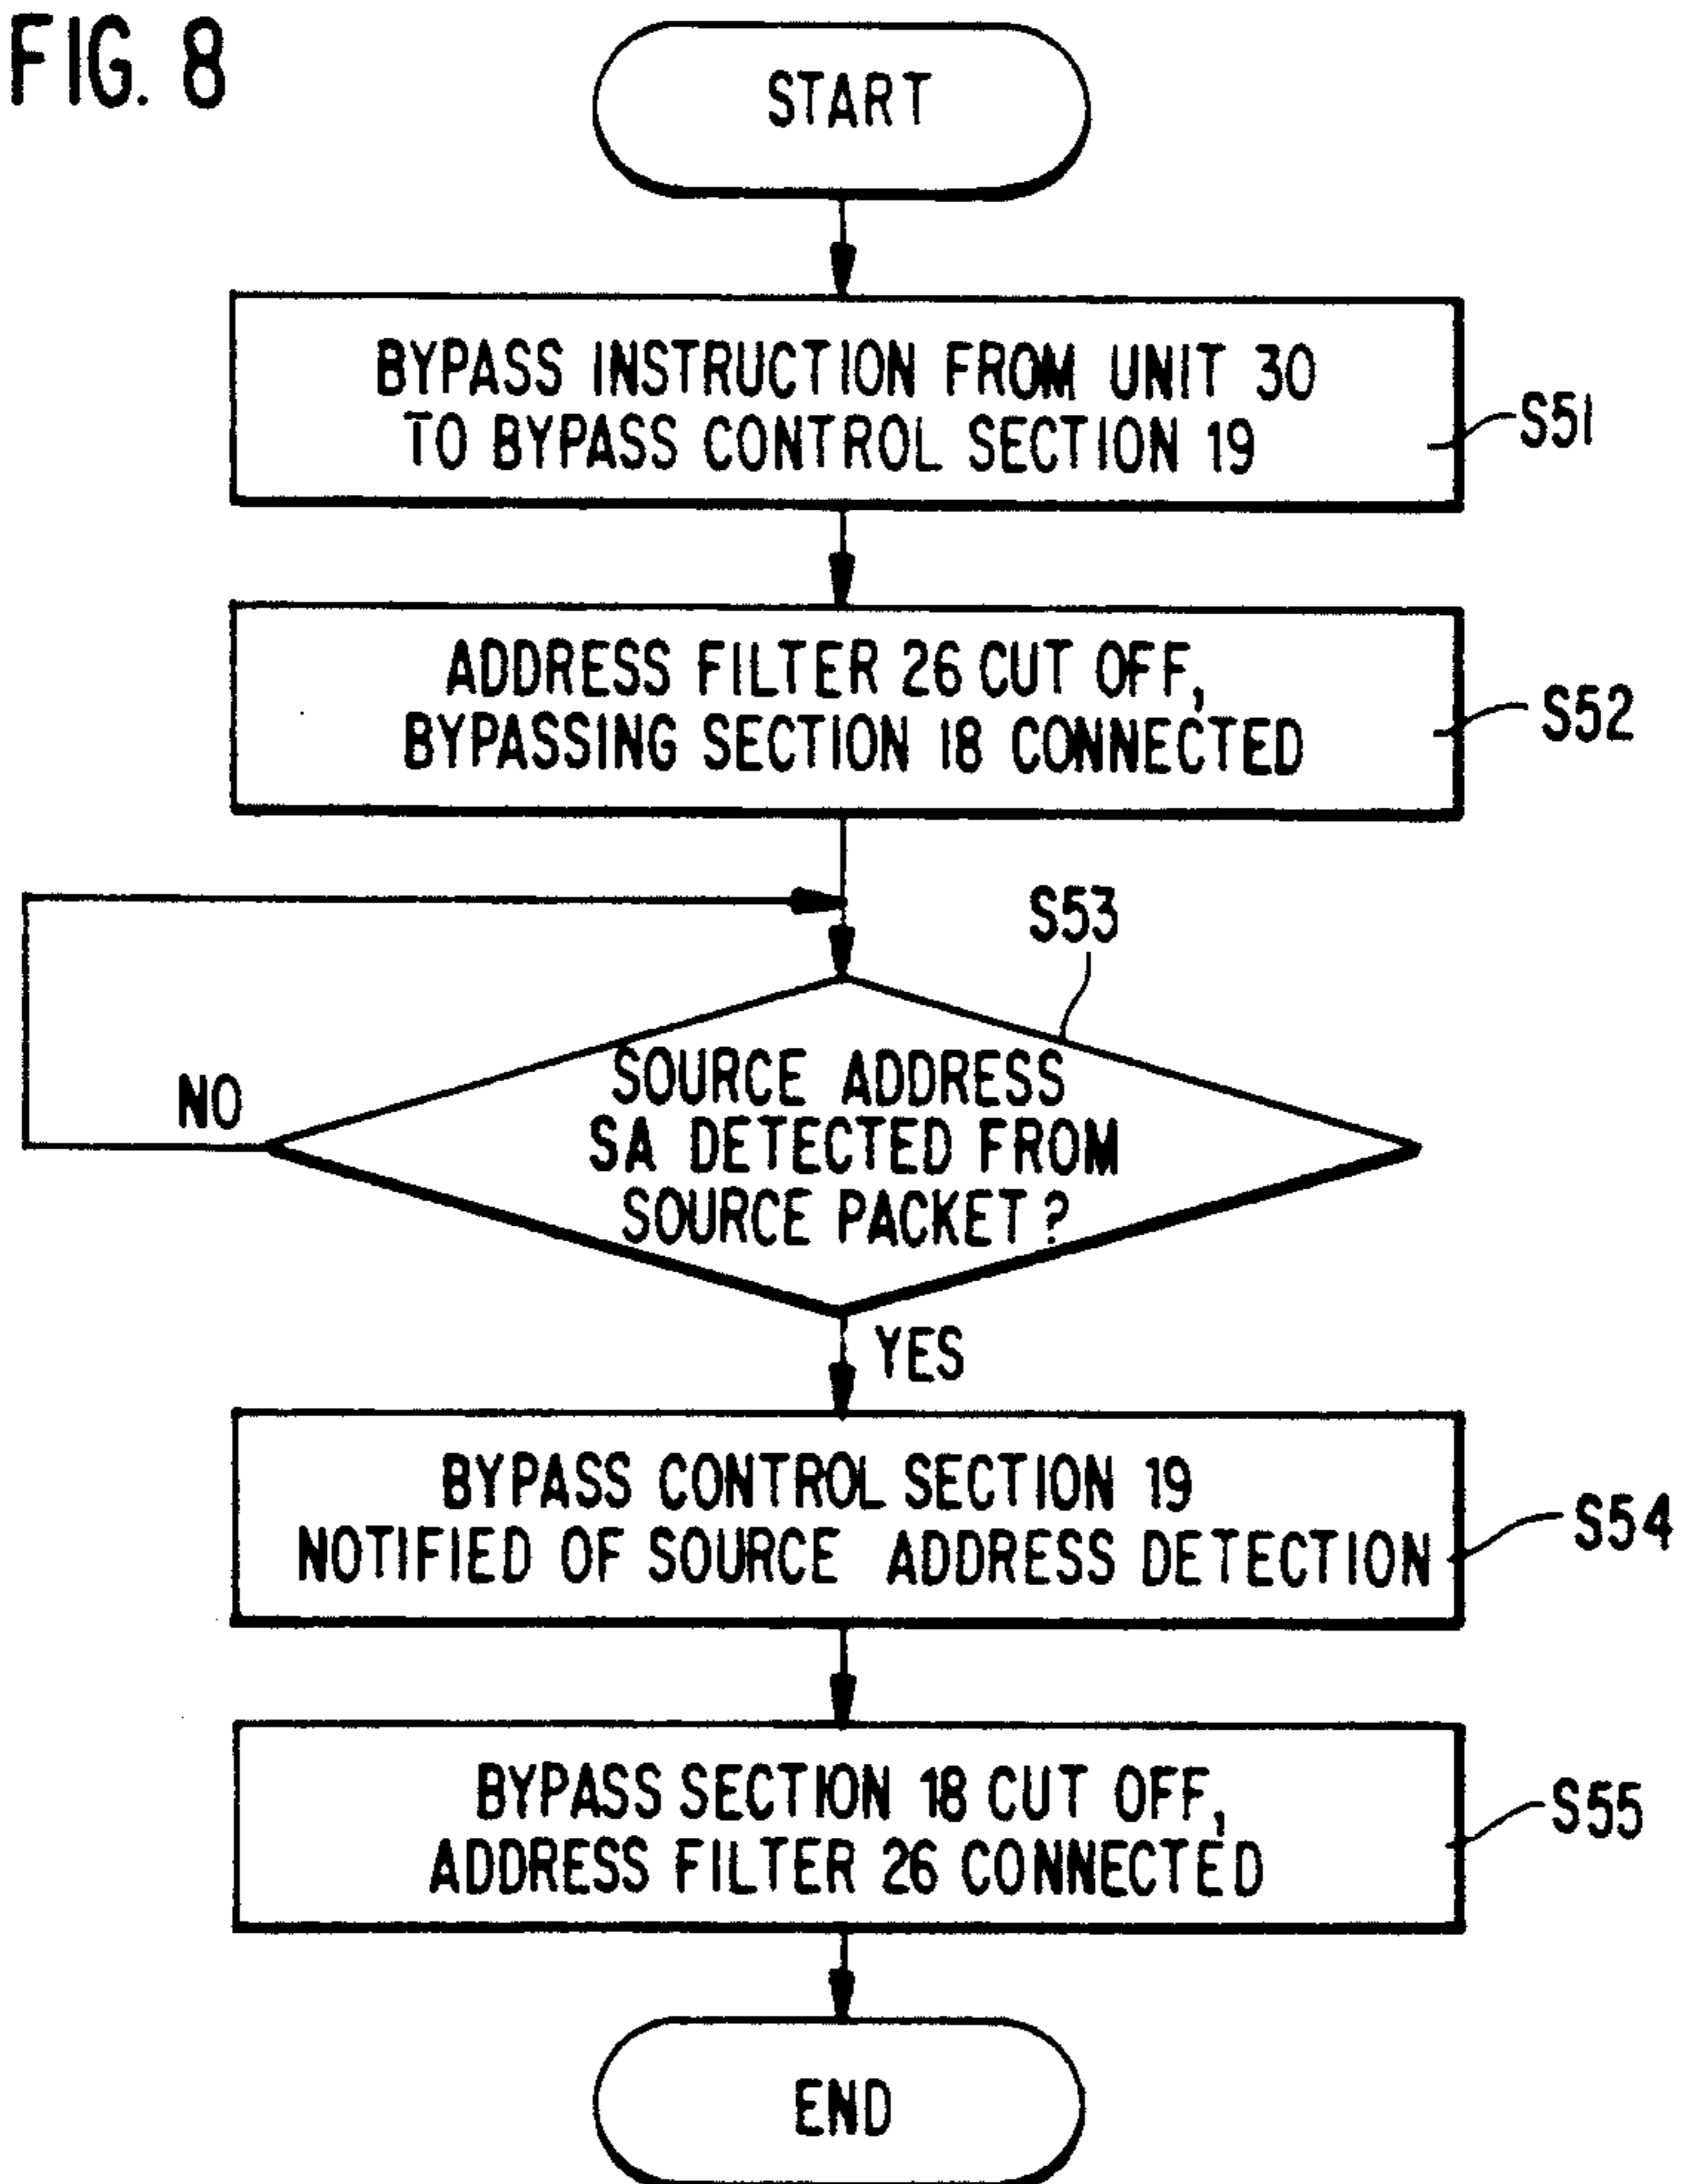 FIG. 8
START
BYPASS INSTRUCTION FROM UNIT 30
TO BYPASS CONTROL SECTION 19
S51
ADDRESS FILTER 26 CUT OFF,
BYPASSING SECTION 18 CONNECTED
S52
S53
SOURCE ADDRESS
SA DETECTED FROM
SOURCE PACKET?
NO
YES
BYPASS CONTROL SECTION 19
NOTIFIED OF SOURCE ADDRESS DETECTION
S54
BYPASS SECTION 18 CUT OFF,
ADDRESS FILTER 26 CONNECTED
S55
END